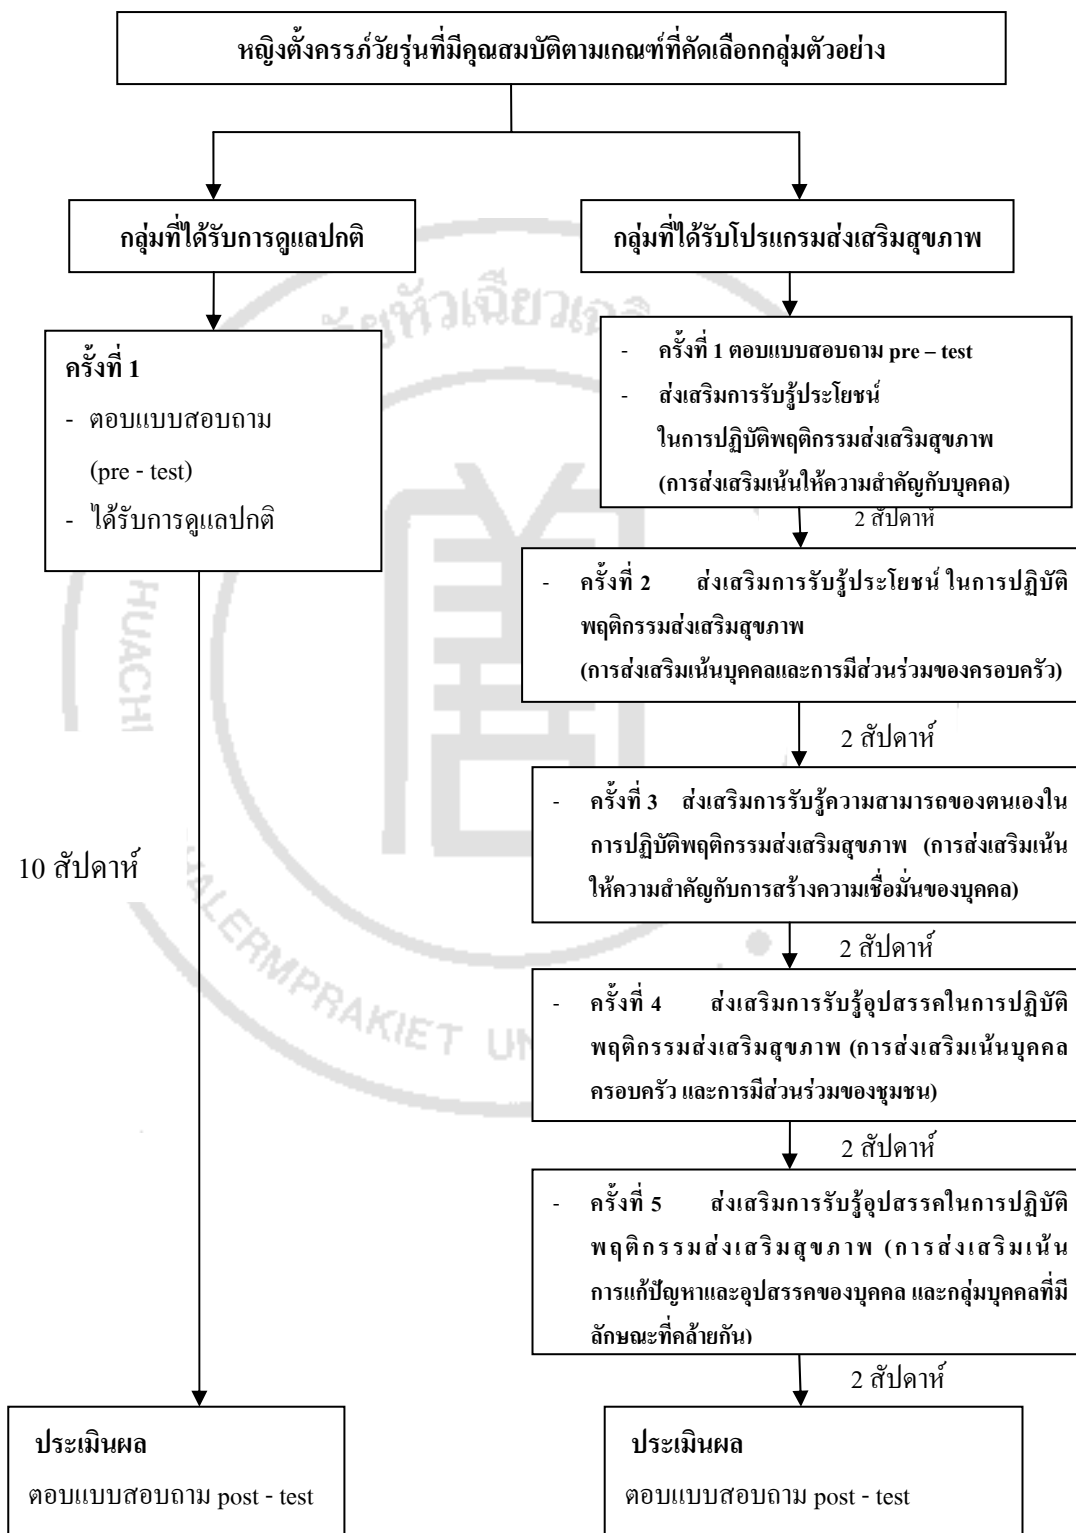 หญิงตั้งครรภ์วัยรุ่นที่มีคุณสมบัติตามเกณฑ์ที่คัดเลือกกลุ่มตัวอย่าง
กลุ่มที่ได้รับการดูแลปกติ
กลุ่มที่ได้รับโปรแกรมส่งเสริมสุขภาพ
ครั้งที่ 1
- ตอบแบบสอบถาม
(pre - test)
- ได้รับการดูแลปกติ
10 สัปดาห์
- ครั้งที่ 1 ตอบแบบสอบถาม pre – test
- ส่งเสริมการรับรู้ประโยชน์
ในการปฏิบัติพฤติกรรมส่งเสริมสุขภาพ
(การส่งเสริมเน้นให้ความสำคัญกับบุคคล)
2 สัปดาห์
- ครั้งที่ 2 ส่งเสริมการรับรู้ประโยชน์ ในการปฏิบัติ
พฤติกรรมส่งเสริมสุขภาพ
(การส่งเสริมเน้นบุคคลและการมีส่วนร่วมของครอบครัว)
2 สัปดาห์
- ครั้งที่ 3 ส่งเสริมการรับรู้ความสามารถของตนเองใน
การปฏิบัติพฤติกรรมส่งเสริมสุขภาพ (การส่งเสริมเน้น
ให้ความสำคัญกับการสร้างความเชื่อมั่นของบุคคล)
2 สัปดาห์
- ครั้งที่ 4 ส่งเสริมการรับรู้อุปสรรคในการปฏิบัติ
พฤติกรรมส่งเสริมสุขภาพ (การส่งเสริมเน้นบุคคล
ครอบครัว และการมีส่วนร่วมของชุมชน)
2 สัปดาห์
- ครั้งที่ 5 ส่งเสริมการรับรู้อุปสรรคในการปฏิบัติ
พฤติกรรมส่งเสริมสุขภาพ (การส่งเสริมเน้น
การแก้ปัญหาและอุปสรรคของบุคคล และกลุ่มบุคคลที่มี
ลักษณะที่คล้ายกัน)
2 สัปดาห์
ประเมินผล
ตอบแบบสอบถาม post - test
ประเมินผล
ตอบแบบสอบถาม post - test
HUACHI
HALERMPRAKIET UN